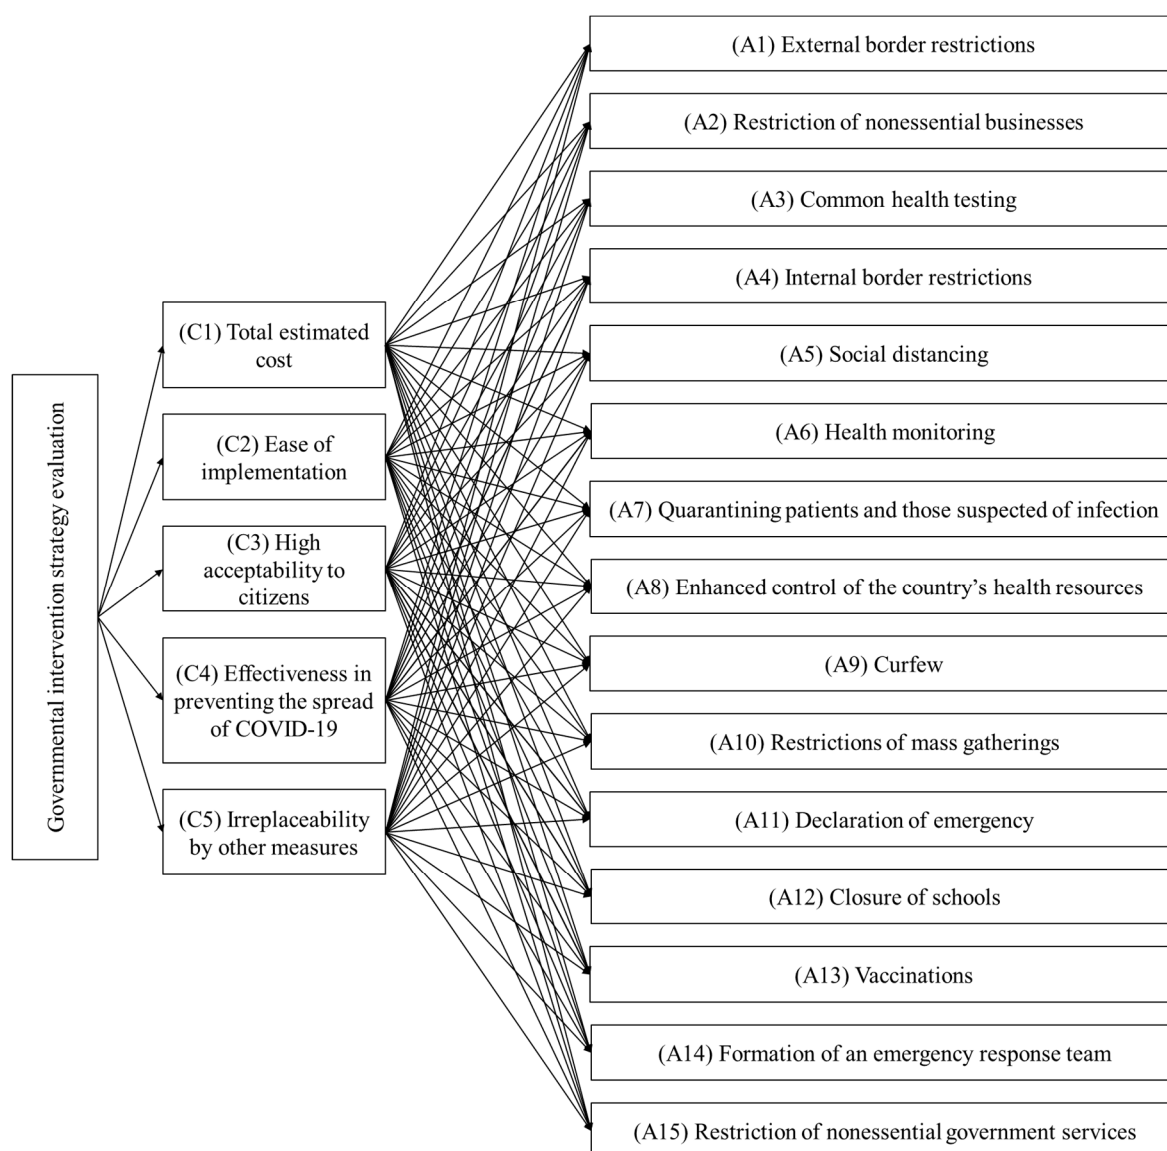 Governmental intervention strategy evaluation
(C1) Total estimated
cost
(C2) Ease of
implementation
(C3) High
acceptability to
citizens
(C4) Effectiveness in
preventing the spread
of COVID-19
(C5) Irreplaceability
by other measures
(A1) External border restrictions
(A2) Restriction of nonessential businesses
(A3) Common health testing
(A4) Internal border restrictions
(A5) Social distancing
(A6) Health monitoring
(A7) Quarantining patients and those suspected of infection
(A8) Enhanced control of the country’s health resources
(A9) Curfew
(A10) Restrictions of mass gatherings
(A11) Declaration of emergency
(A12) Closure of schools
(A13) Vaccinations
(A14) Formation of an emergency response team
(A15) Restriction of nonessential government services